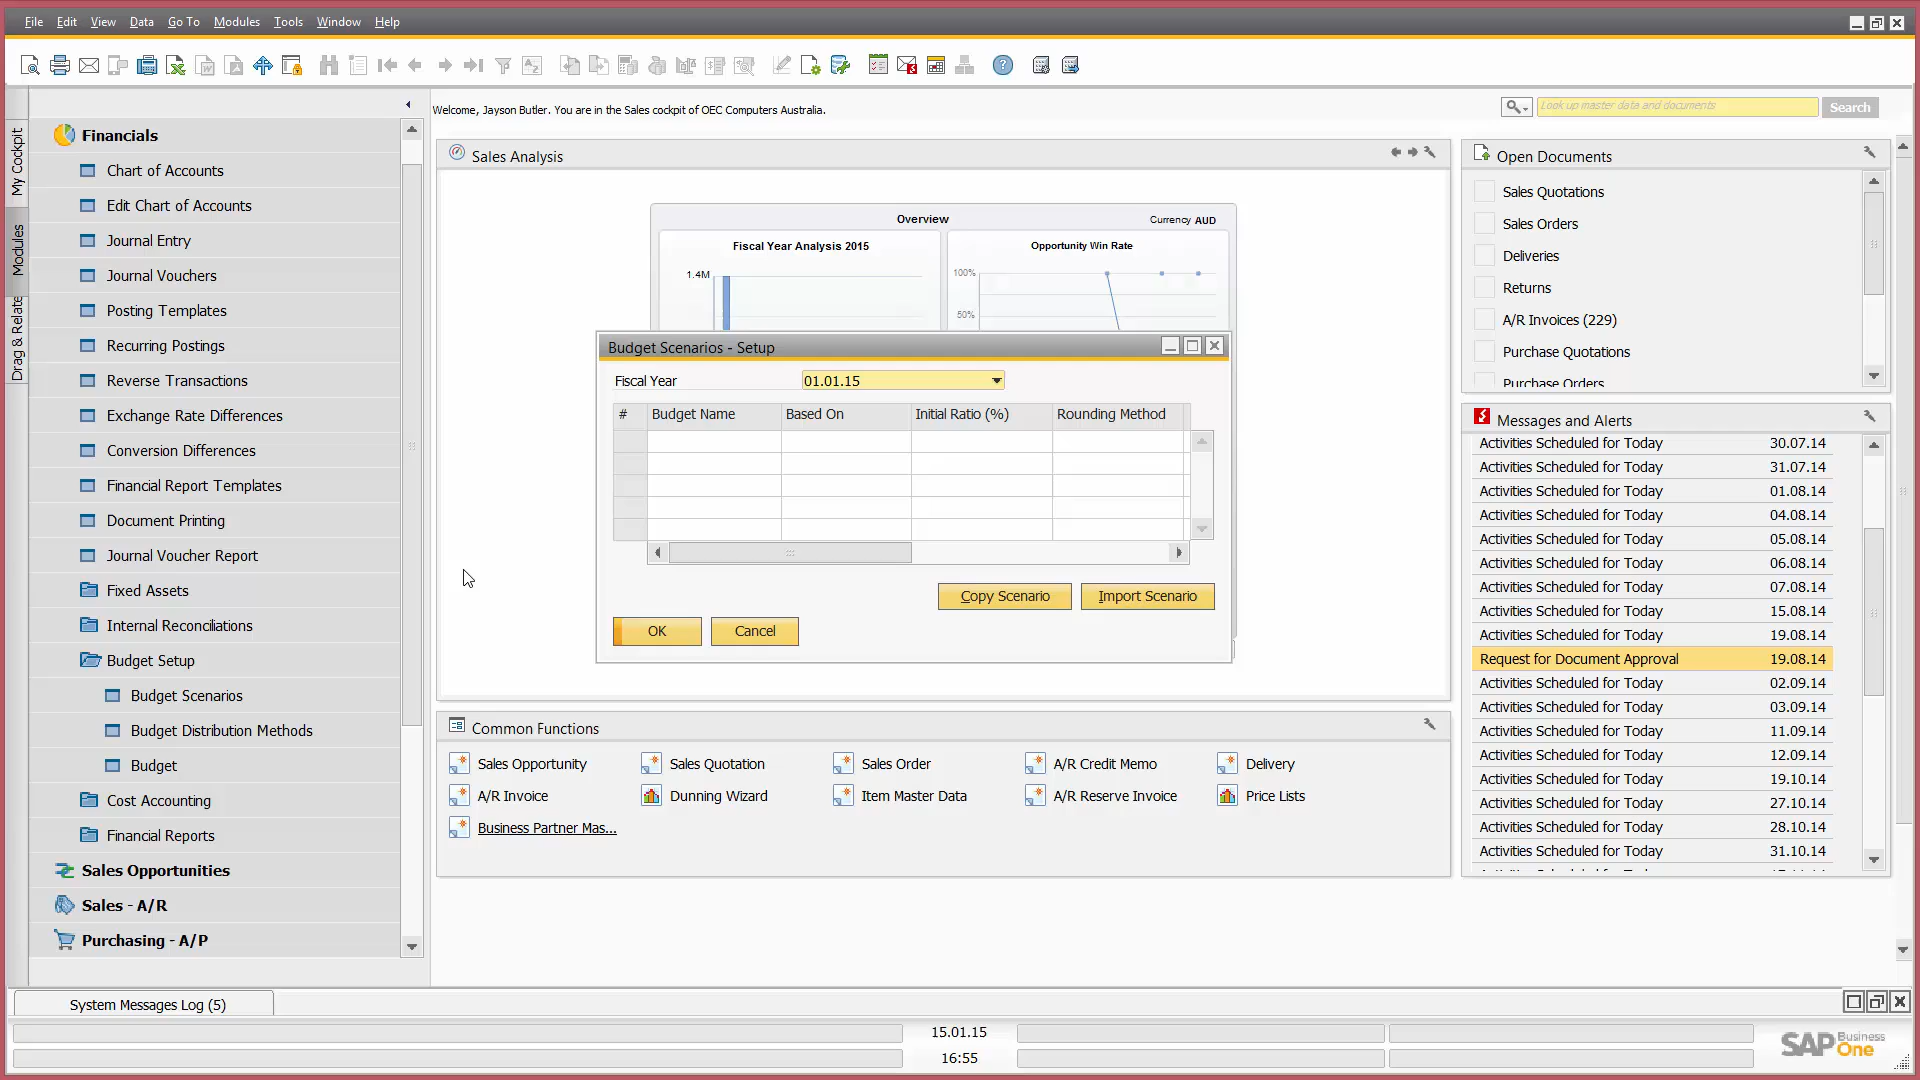 File Edit View Data Go To Modules Tools Window Help
Welcome, Jayson Butler. You are in the Sales cockpit of OEC Computers Australia.
Look up master data and documents
Search
My Cockpit
Modules
Drag & Relate
Financials
Chart of Accounts
Edit Chart of Accounts
Journal Entry
Journal Vouchers
Posting Templates
Recurring Postings
Reverse Transactions
Exchange Rate Differences
Conversion Differences
Financial Report Templates
Document Printing
Journal Voucher Report
Fixed Assets
Internal Reconciliations
Budget Setup
Budget Scenarios
Budget Distribution Methods
Budget
Cost Accounting
Financial Reports
Sales Opportunities
Sales - A/R
Purchasing - A/P
Sales Analysis
Overview
Currency AUD
Fiscal Year Analysis 2015
1.4M
Opportunity Win Rate
100%
50%
Budget Scenarios - Setup
Fiscal Year 01.01.15
# Budget Name Based On Initial Ratio (%) Rounding Method
Copy Scenario Import Scenario
OK Cancel
Common Functions
Sales Opportunity Sales Quotation Sales Order A/R Credit Memo Delivery
A/R Invoice Dunning Wizard Item Master Data A/R Reserve Invoice Price Lists
Business Partner Mas...
Open Documents
Sales Quotations
Sales Orders
Deliveries
Returns
A/R Invoices (229)
Purchase Quotations
Purchase Orders
Messages and Alerts
Activities Scheduled for Today 30.07.14
Activities Scheduled for Today 31.07.14
Activities Scheduled for Today 01.08.14
Activities Scheduled for Today 04.08.14
Activities Scheduled for Today 05.08.14
Activities Scheduled for Today 06.08.14
Activities Scheduled for Today 07.08.14
Activities Scheduled for Today 15.08.14
Activities Scheduled for Today 19.08.14
Request for Document Approval 19.08.14
Activities Scheduled for Today 02.09.14
Activities Scheduled for Today 03.09.14
Activities Scheduled for Today 11.09.14
Activities Scheduled for Today 12.09.14
Activities Scheduled for Today 19.10.14
Activities Scheduled for Today 27.10.14
Activities Scheduled for Today 28.10.14
Activities Scheduled for Today 31.10.14
System Messages Log (5)
15.01.15
16:55
SAP Business One